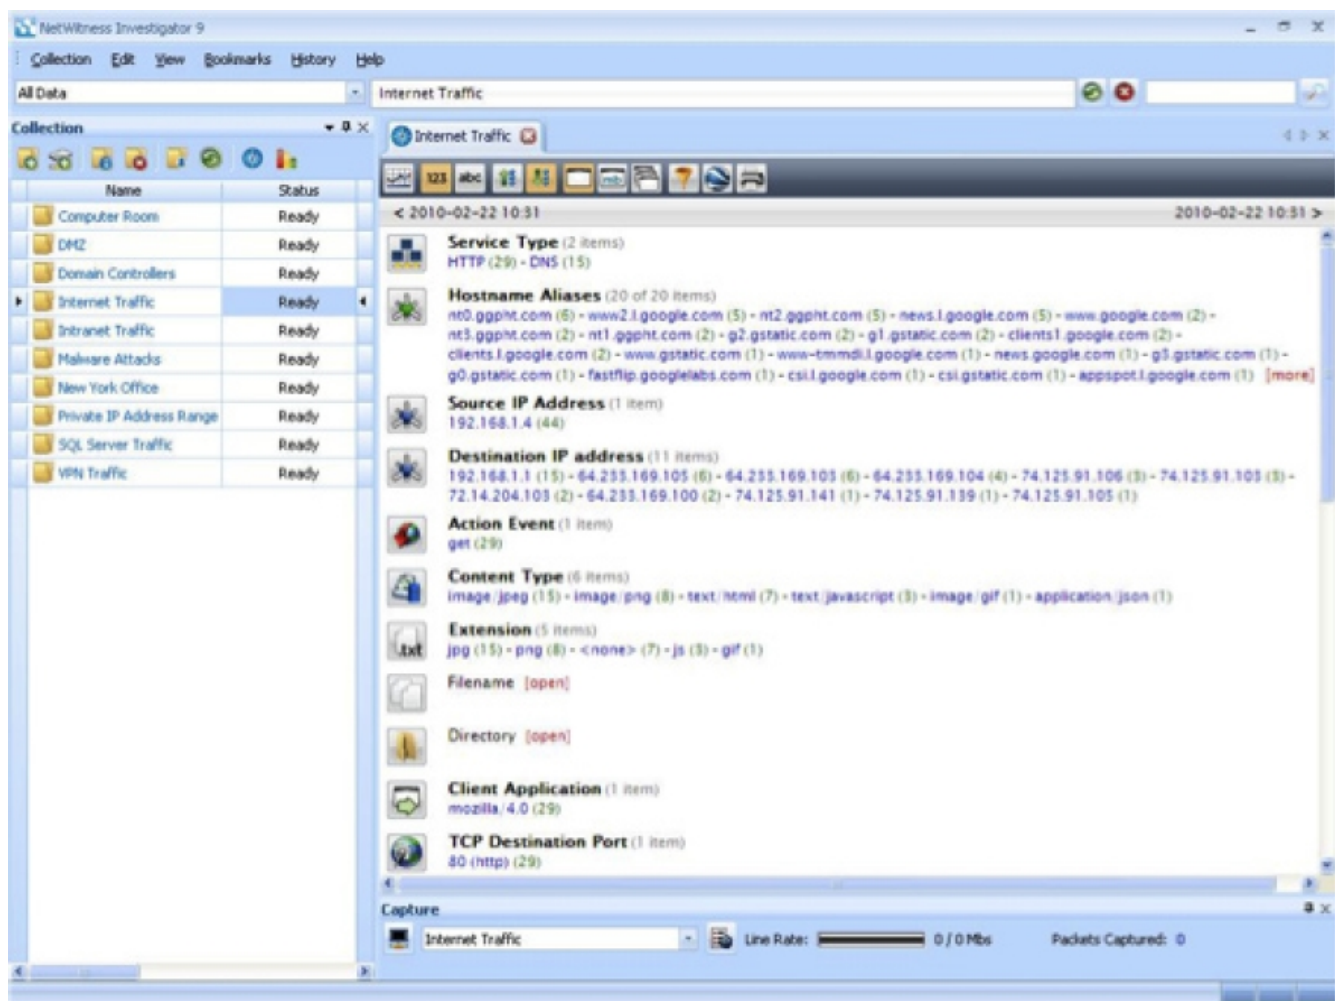 NetWitness Investigator 9
Collection Edit View Bookmarks History Help
All Data
Internet Traffic
Collection
Internet Traffic
123 abc
Name Status
Computer Room Ready
DMZ Ready
Domain Controllers Ready
Internet Traffic Ready
Intranet Traffic Ready
Malware Attacks Ready
New York Office Ready
Private IP Address Range Ready
SQL Server Traffic Ready
VPN Traffic Ready
< 2010-02-22 10:31 2010-02-22 10:31 >
Service Type (2 items)
HTTP (29) - DNS (15)
Hostname Aliases (20 of 20 items)
nt0.ggpht.com (6) - www2.l.google.com (5) - nt2.ggpht.com (5) - news.l.google.com (5) - www.google.com (2) -
nt3.ggpht.com (2) - nt1.ggpht.com (2) - g2.gstatic.com (2) - g1.gstatic.com (2) - clients1.google.com (2) -
clients.l.google.com (2) - www.gstatic.com (1) - www-tmmdi.l.google.com (1) - news.google.com (1) - g3.gstatic.com (1) -
g0.gstatic.com (1) - fastflip.googlelabs.com (1) - csi.l.google.com (1) - csi.gstatic.com (1) - appspot.l.google.com (1) [more]
Source IP Address (1 item)
192.168.1.4 (44)
Destination IP address (11 items)
192.168.1.1 (15) - 64.233.169.105 (6) - 64.233.169.103 (6) - 64.233.169.104 (4) - 74.125.91.106 (3) - 74.125.91.103 (3) -
72.14.204.103 (2) - 64.233.169.100 (2) - 74.125.91.141 (1) - 74.125.91.139 (1) - 74.125.91.105 (1)
Action Event (1 item)
get (29)
Content Type (6 items)
image/jpeg (15) - image/png (8) - text/html (7) - text/javascript (3) - image/gif (1) - application/json (1)
Extension (5 items)
.txt
jpg (15) - png (8) - <none> (7) - js (3) - gif (1)
Filename [open]
Directory [open]
Client Application (1 item)
mozilla/4.0 (29)
TCP Destination Port (1 item)
80 (http) (29)
Capture
Internet Traffic Line Rate: 0 / 0 Mbs Packets Captured: 0